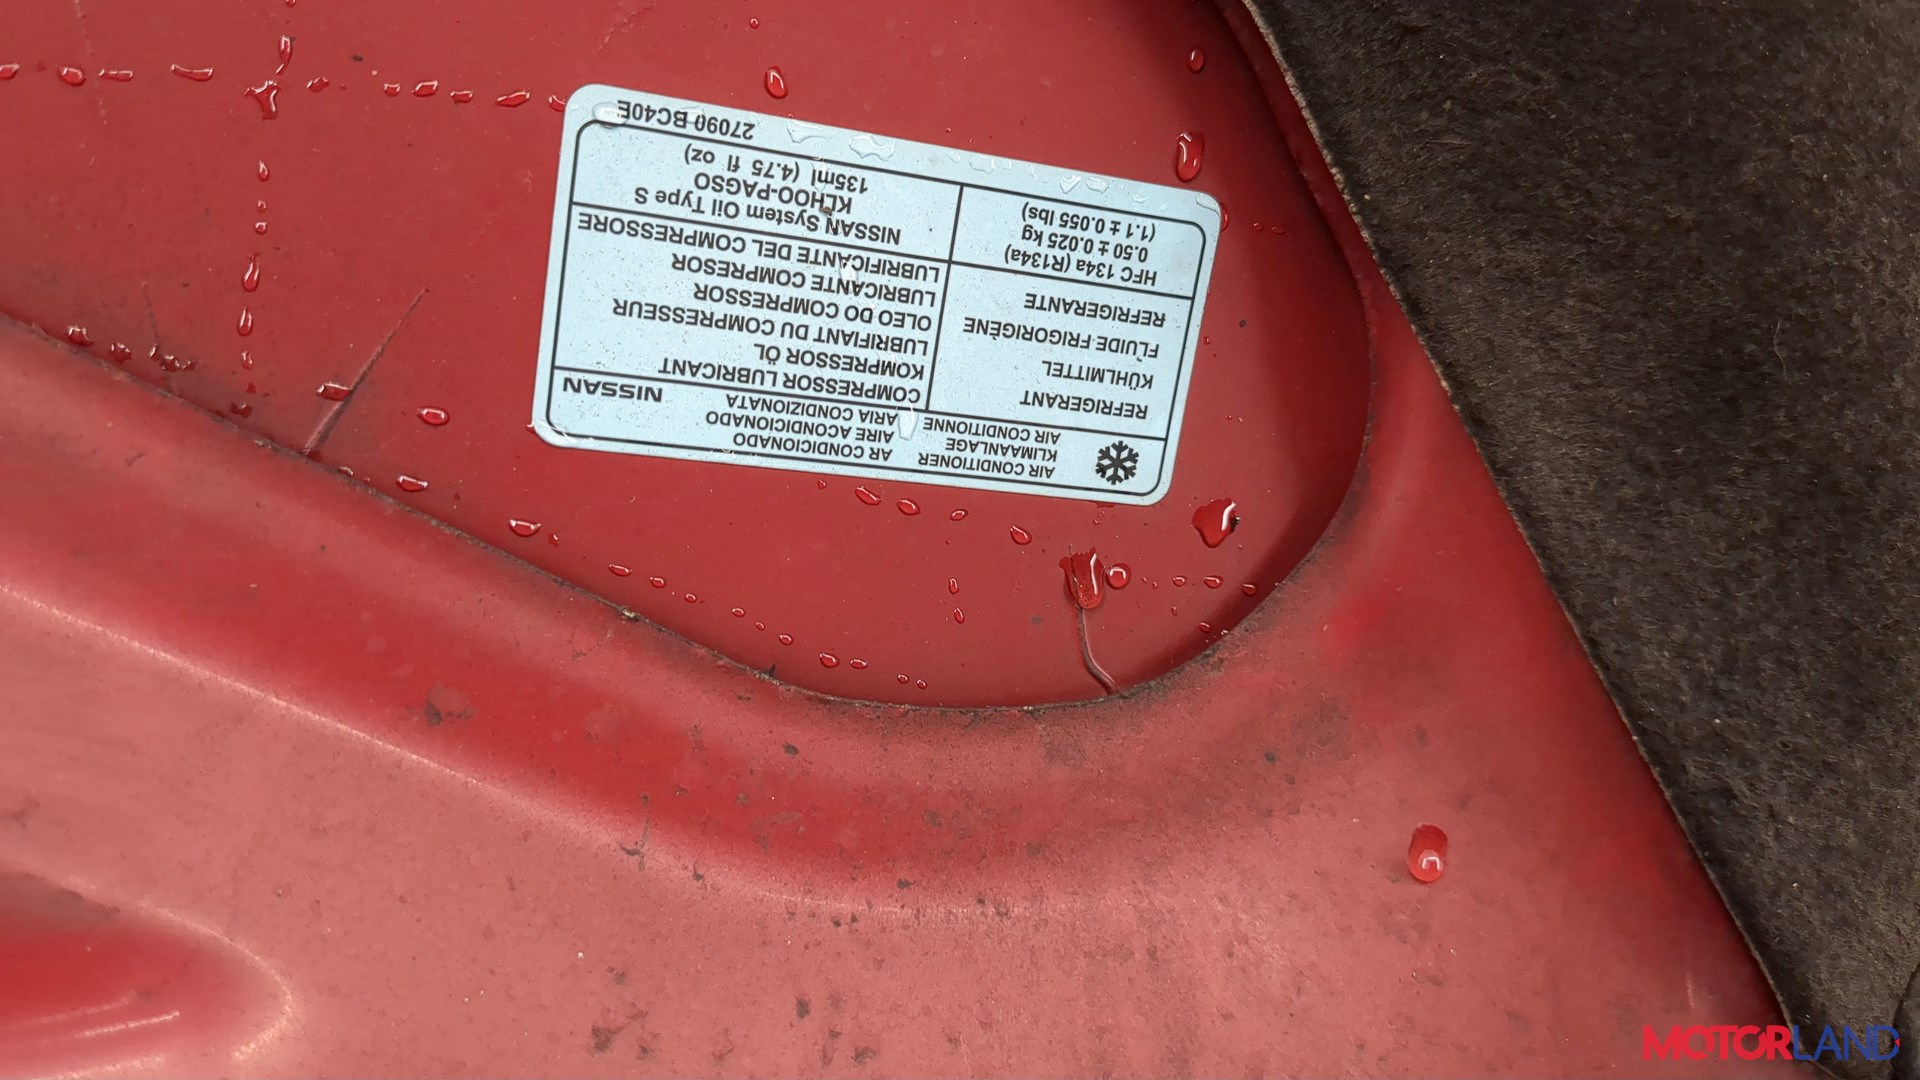 AIR CONDITIONER
KLIMAANLAGE
AIR CONDITIONNE
AR CONDICIONADO
AIRE ACONDICIONADO
ARIA CONDIZIONATA
NISSAN
REFRIGERANT
KÜHLMITTEL
FLUIDE FRIGORIGÈNE
REFRIGERANTE
COMPRESSOR LUBRICANT
KOMPRESSOR ÖL
LUBRIFIANT DU COMPRESSEUR
OLEO DO COMPRESSOR
LUBRICANTE COMPRESOR
LUBRIFICANTE DEL COMPRESSORE
HFC 134a (R134a)
0.50 ± 0.025 kg
(1.1 ± 0.055 lbs)
NISSAN System Oil Type S
KLHOO-PAGSO
135ml (4.75 fl oz)
27090 BC40E
MOTORLAND